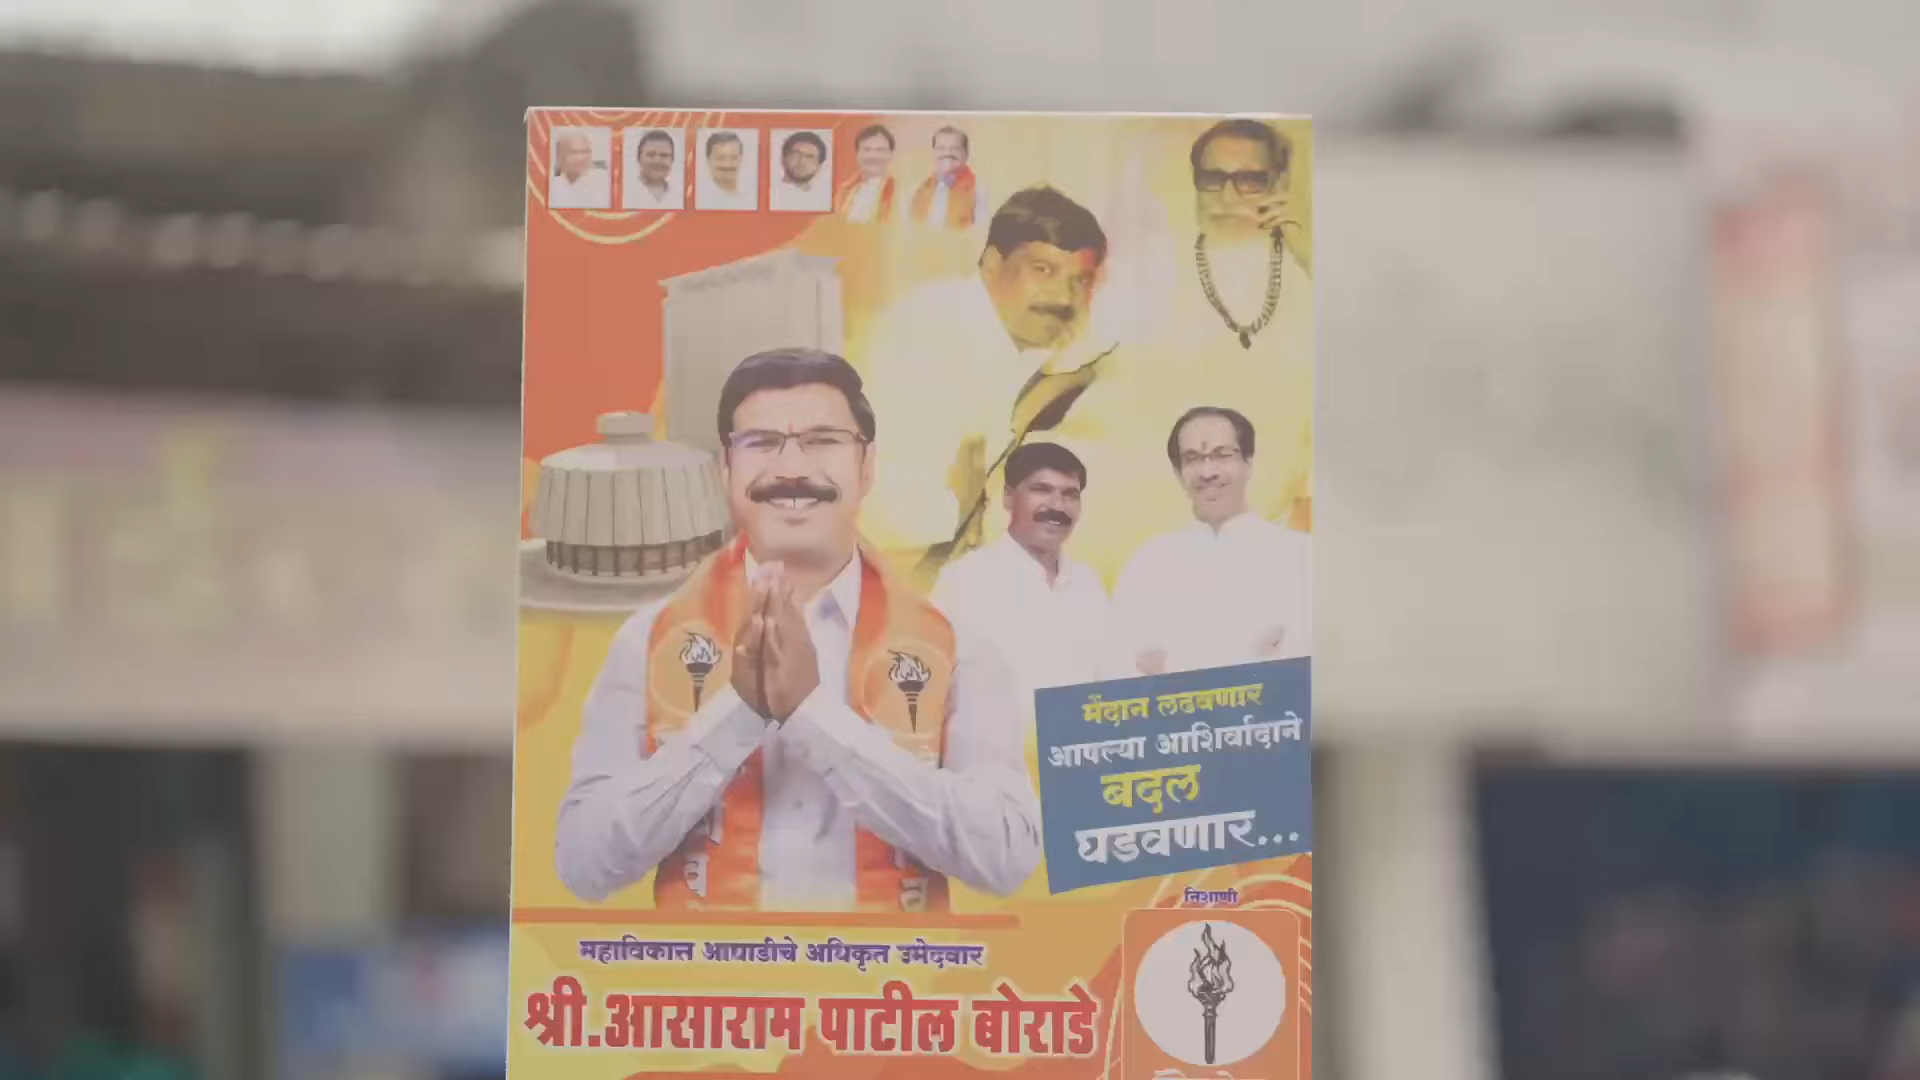 मेंदान लढवणार
आपल्या आशिर्वादाने
बदल
घडवणार...
निशाणी
महाविकास आघाडीचे अधिकृत उमेदवार
श्री.आसाराम पाटील बोराडे